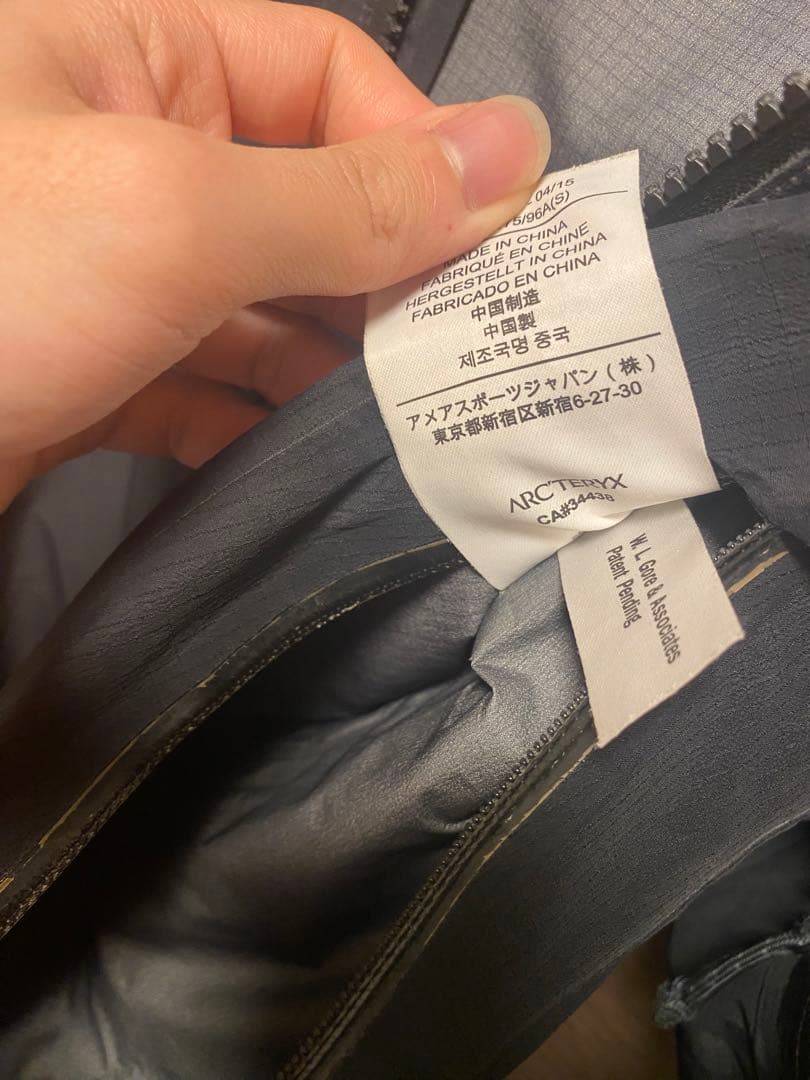 04/15
/96A(S)
MADE IN CHINA
FABRIQUÉ EN CHINE
HERGESTELLT IN CHINA
FABRICADO EN CHINA
中国制造
中国製
제조국명 중국
アメアスポーツジャパン(株)
東京都新宿区新宿6-27-30
ARC'TERYX
CA#34438
W. L. Gore & Associates
Patent Pending